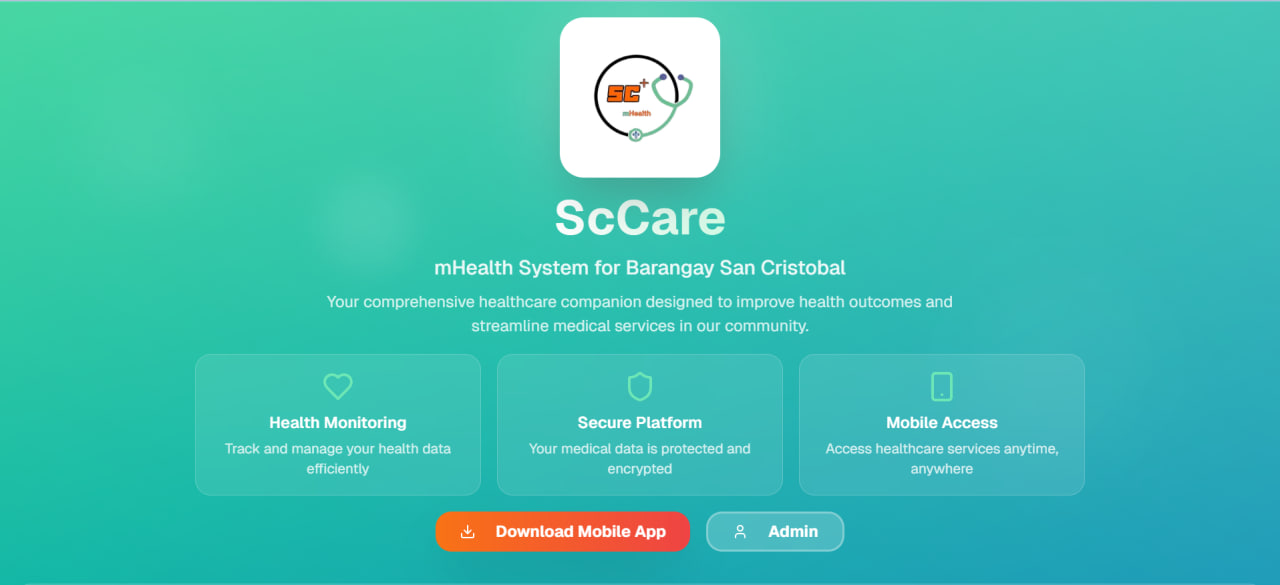 SC+
mHealth
ScCare
mHealth System for Barangay San Cristobal
Your comprehensive healthcare companion designed to improve health outcomes and
streamline medical services in our community.
Health Monitoring
Track and manage your health data
efficiently
Secure Platform
Your medical data is protected and
encrypted
Mobile Access
Access healthcare services anytime,
anywhere
Download Mobile App
Admin